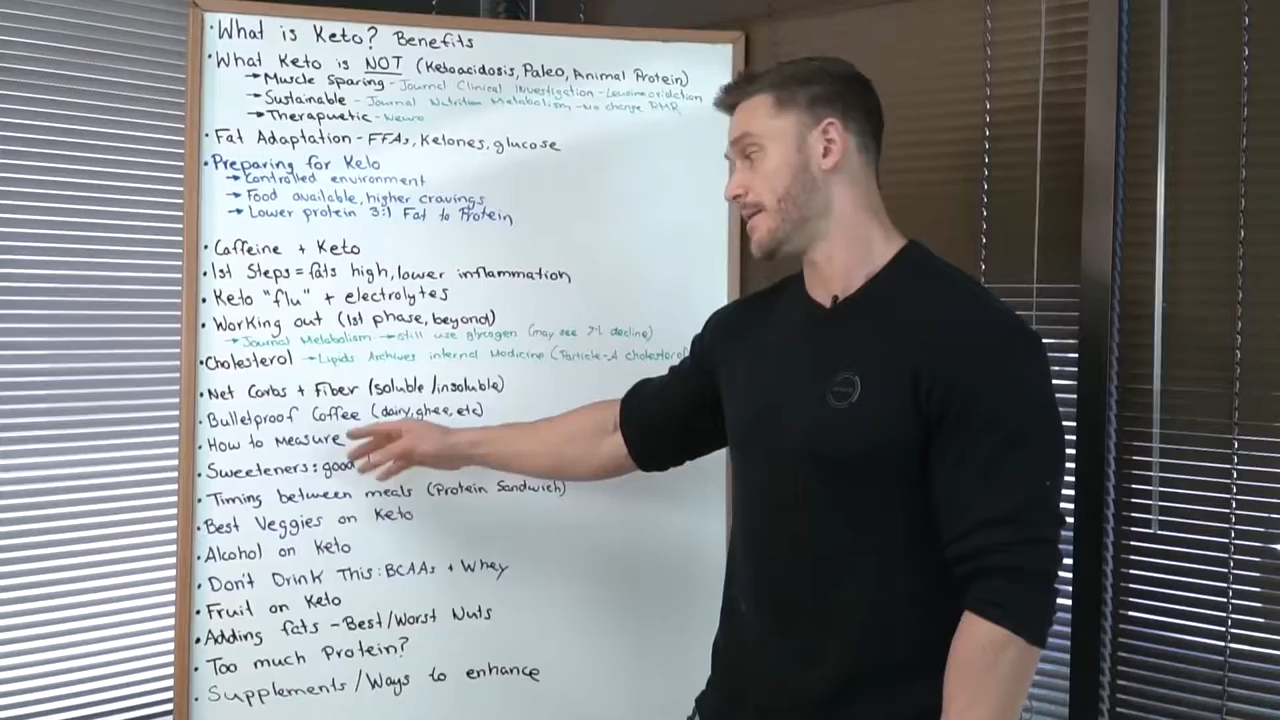 • What is Keto? Benefits
• What Keto is NOT (Ketoacidosis, Paleo, Animal Protein)
→ Muscle Sparing - Journal Clinical Investigation - Leucine oxidation
→ Sustainable - Journal Nutrition Metabolism - No change RMR
→ Therapuetic - Neuro
• Fat Adaptation - FFAs, Ketones, glucose
• Preparing for Keto
→ Controlled environment
→ Food available, higher cravings
→ Lower protein 3:1 Fat to Protein
• Caffeine + Keto
• 1st Steps = fats high, lower inflammation
• Keto "flu" + electrolytes
• Working out (1st phase, beyond)
→ Journal Metabolism → still use glycogen (may see 7% decline)
• Cholesterol → Lipids Archives internal Medicine (Particle-A cholesterol
• Net Carbs + Fiber (soluble/insoluble)
• Bulletproof Coffee (dairy, ghee, etc)
• How to Measure
• Sweeteners: good
• Timing between meals (Protein Sandwich)
• Best Veggies on Keto
• Alcohol on Keto
• Don't Drink This: BCAAs + Whey
• Fruit on Keto
• Adding fats - Best/Worst Nuts
• Too much Protein?
• Supplements/Ways to enhance